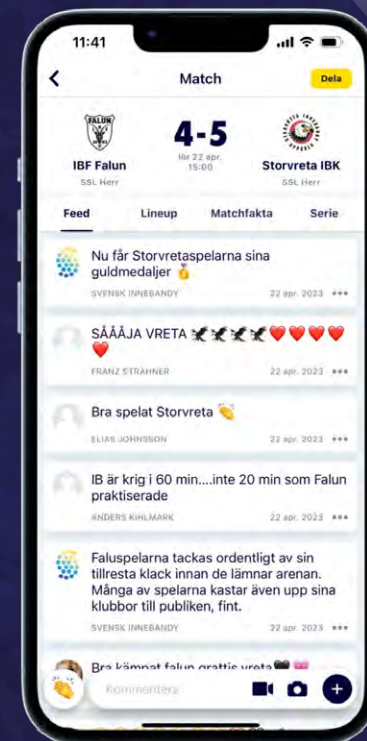 11:41
Match
Dela
FALUN
4-5
lör 22 apr.
15:00
IBF Falun
SSL Herr
Storvreta IBK
SSL Herr
Feed Lineup Matchfakta Serie
Nu får Storvretaspelarna sina
guldmedaljer 🥇
SVENSK INNEBANDY 22 apr. 2023
SÅÅÅJA VRETA 🦅🦅🦅🦅❤️❤️❤️❤️
❤️
FRANZ STRÄHNER 22 apr. 2023
Bra spelat Storvreta 👏
ELIAS JOHNSSON 22 apr. 2023
IB är krig i 60 min....inte 20 min som Falun
praktiserade
ANDERS KIHLMARK 22 apr. 2023
Faluspelarna tackas ordentligt av sin
tillresta klack innan de lämnar arenan.
Många av spelarna kastar även upp sina
klubbor till publiken, fint.
SVENSK INNEBANDY 22 apr. 2023
Bra kämpat falun grattis vreta
Kommentera